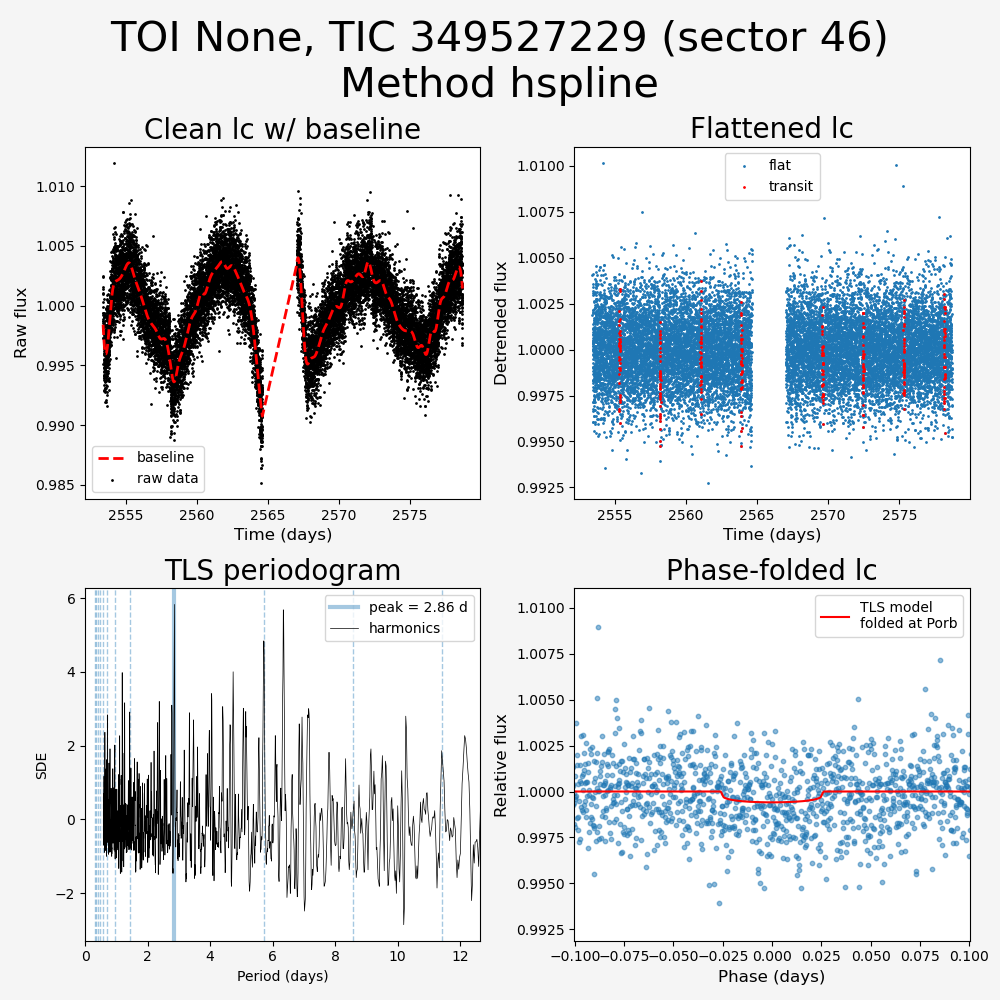 TOI None, TIC 349527229 (sector 46)
Method hspline
Clean lc w/ baseline
Raw flux
1.010
1.005
1.000
0.995
0.990
0.985
baseline
raw data
2555
2560
2565
2570
2575
Time (days)
Flattened lc
Detrended flux
1.0100
1.0075
1.0050
1.0025
1.0000
0.9975
0.9950
0.9925
flat
transit
2555
2560
2565
2570
2575
Time (days)
TLS periodogram
SDE
6
4
2
0
−2
peak = 2.86 d
harmonics
0
2
4
6
8
10
12
Period (days)
Phase-folded lc
Relative flux
1.0100
1.0075
1.0050
1.0025
1.0000
0.9975
0.9950
0.9925
TLS model
folded at Porb
−0.100
−0.075
−0.050
−0.025
0.000
0.025
0.050
0.075
0.100
Phase (days)